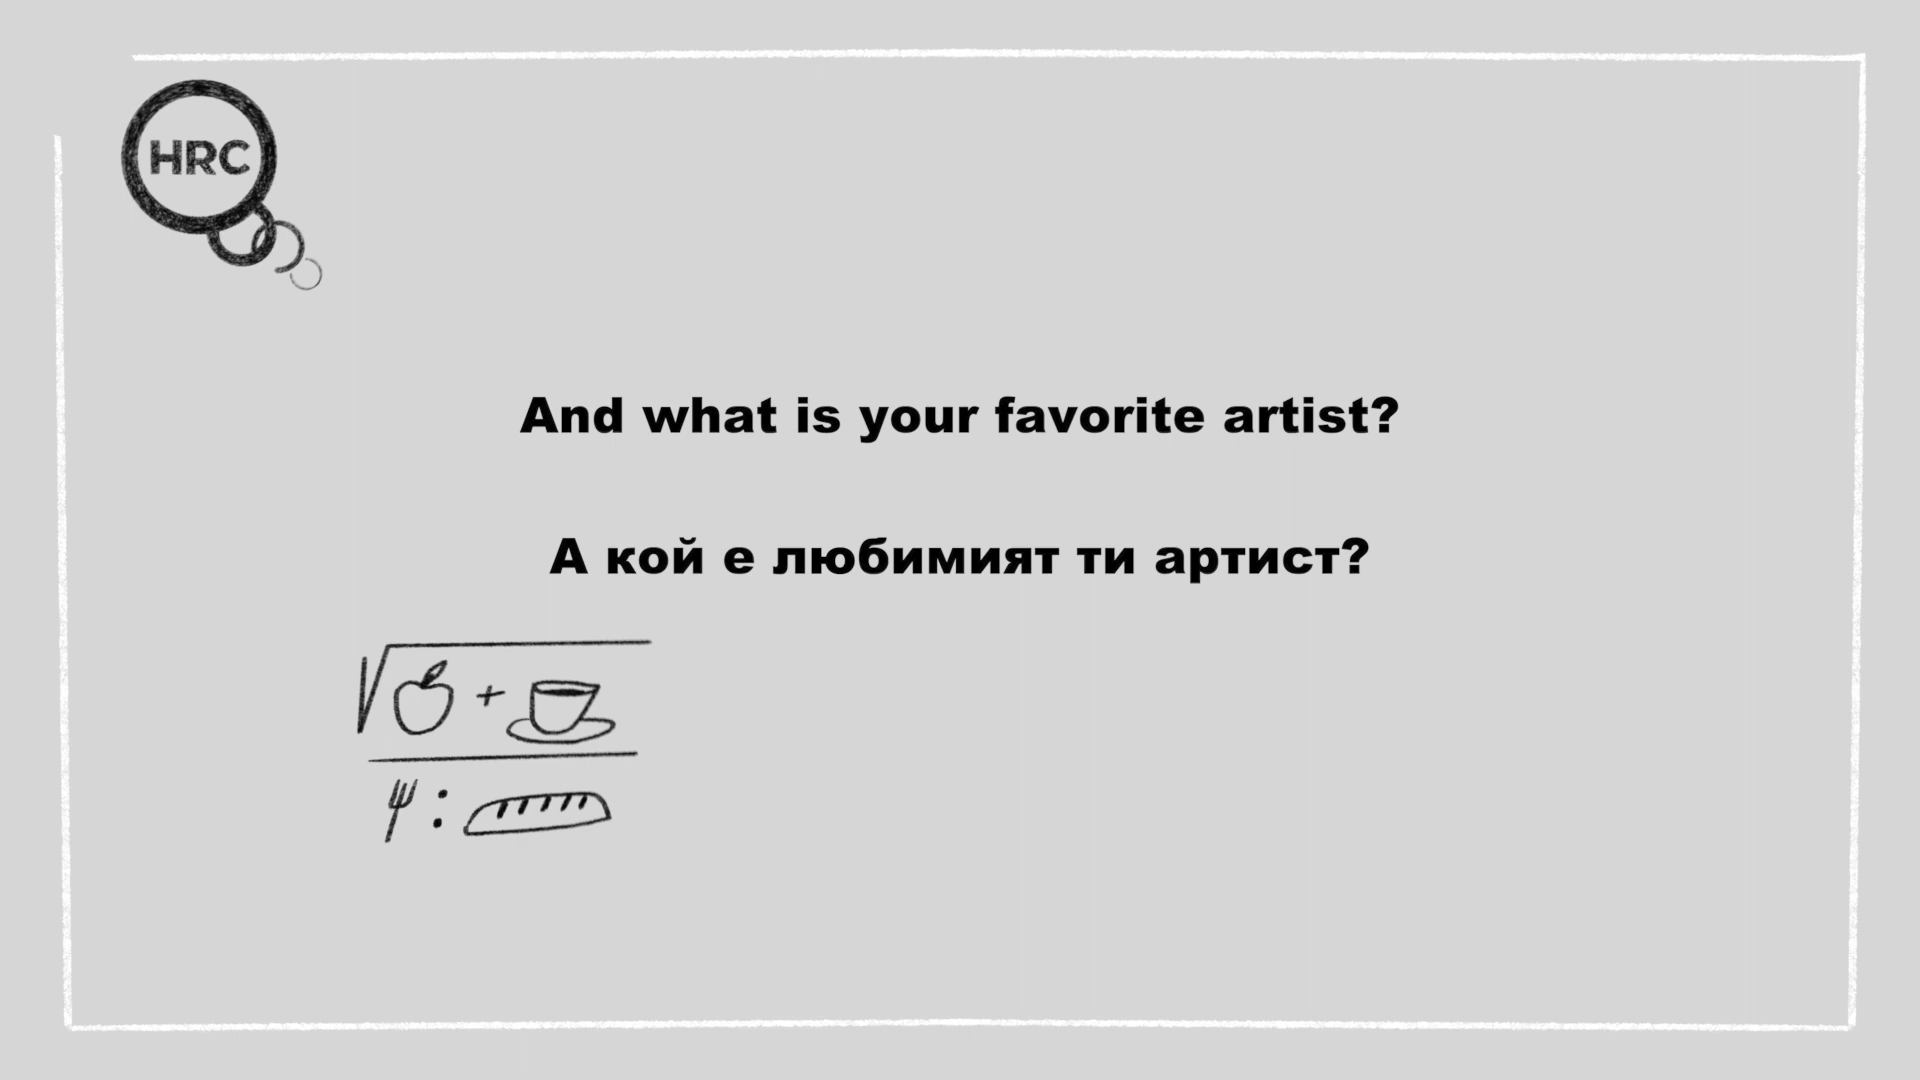 HRC
And what is your favorite artist?
А кой е любимият ти артист?